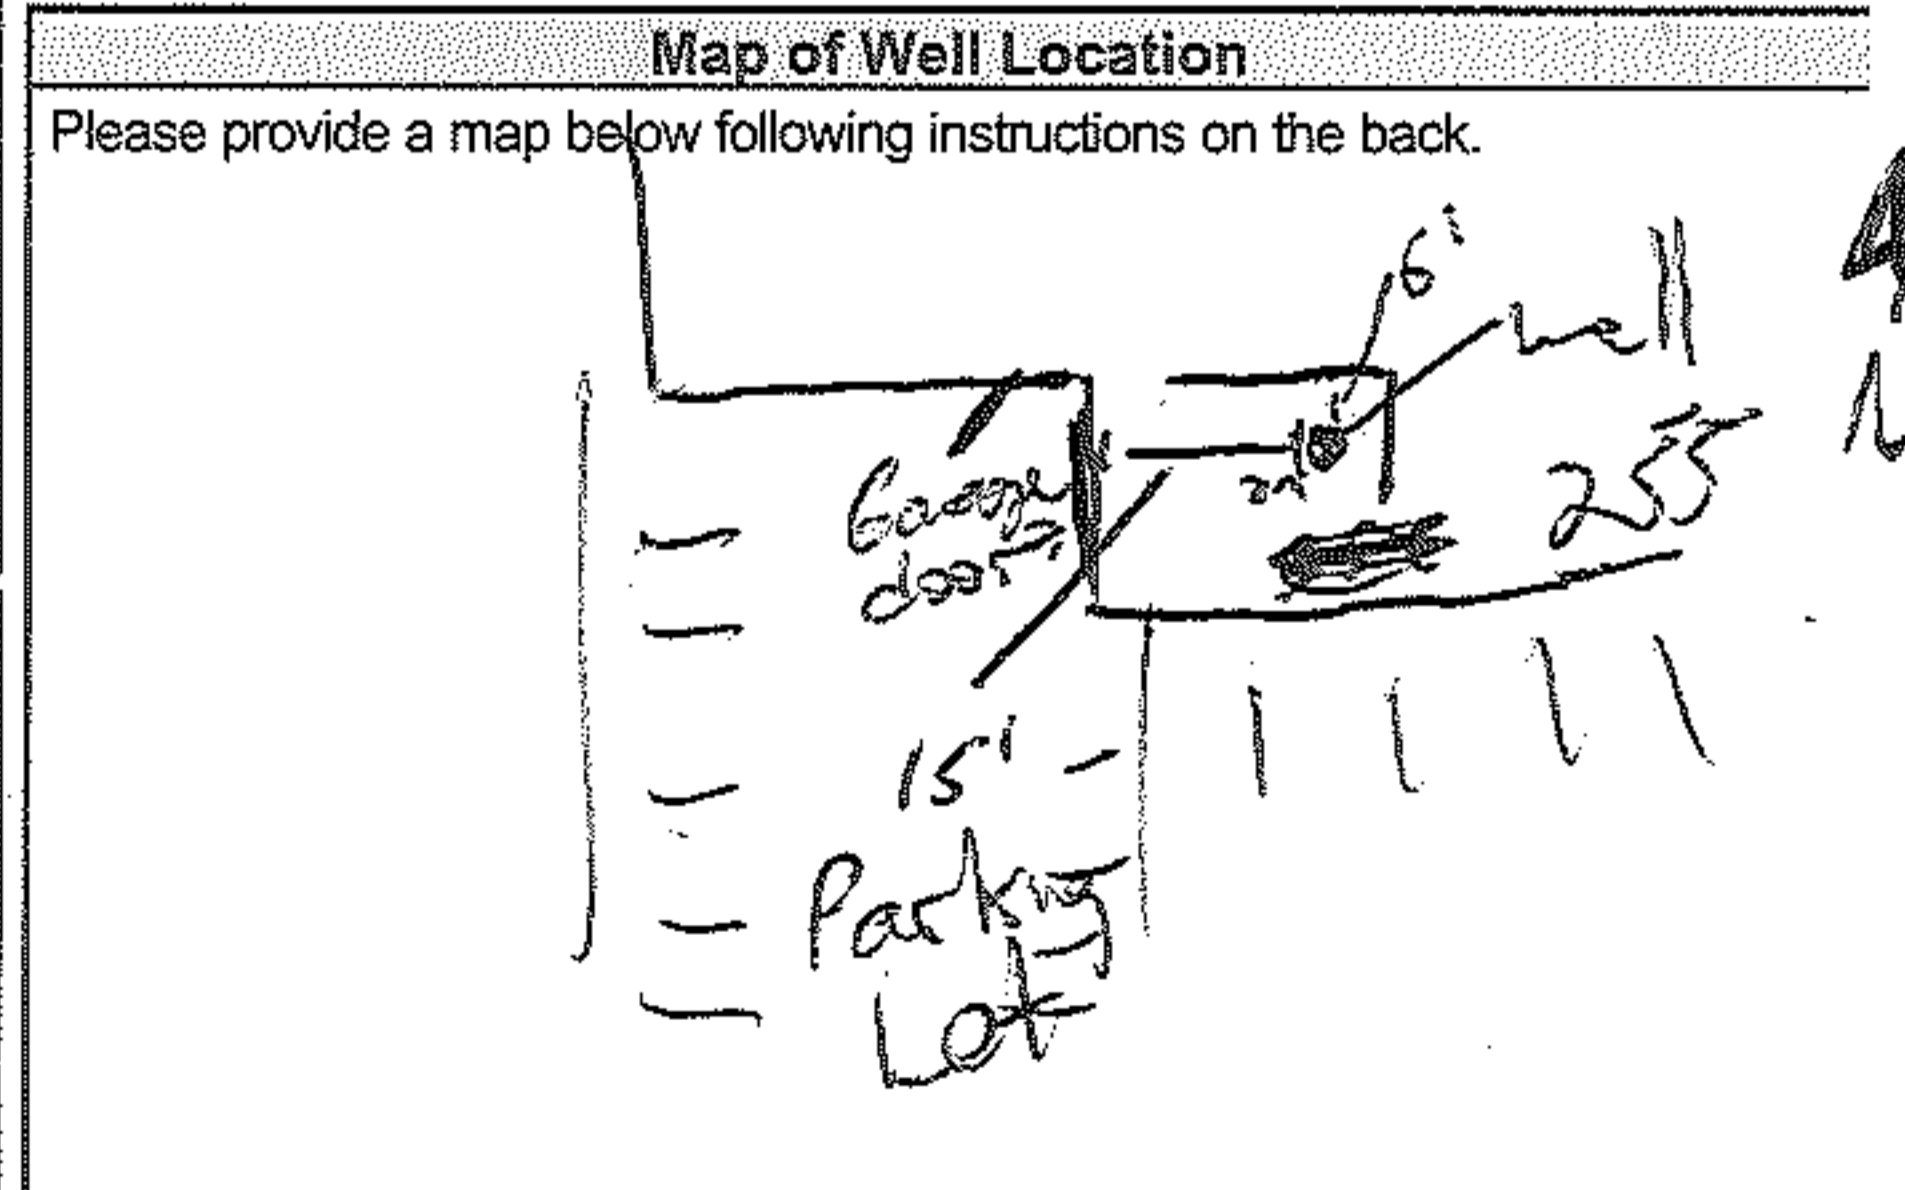 Map of Well Location
Please provide a map below following instructions on the back.
6'
well
N
255
Garage
door
15'
Parking
Lot